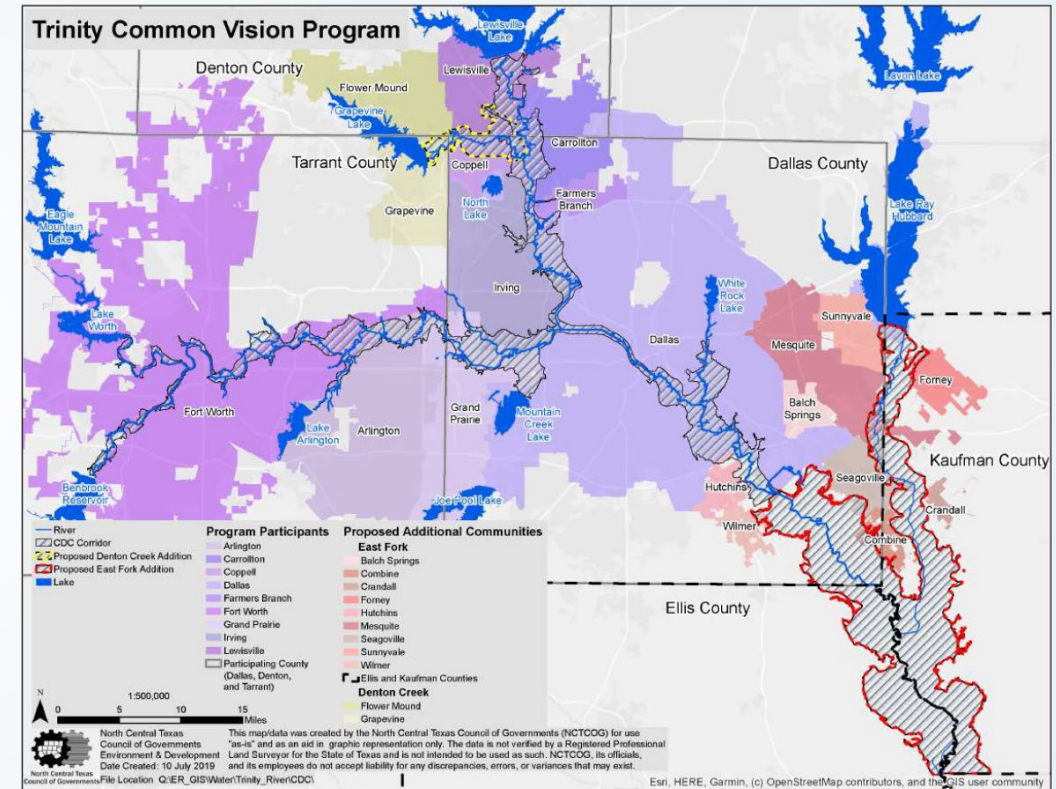 Trinity Common Vision Program
Lewisville
Lake
Denton County
Lewisville
Lavon Lake
Flower Mound
Grapevine
Lake
Carrollton
Tarrant County
Coppell
Dallas County
North
Lake
Farmers
Branch
Lake Ray
Hubbard
Grapevine
Eagle
Mountain
Lake
Irving
White
Rock
Lake
Sunnyvale
Lake
Worth
Dallas
Mesquite
Forney
Fort Worth
Grand
Prairie
Mountain
Creek
Lake
Balch
Springs
Lake
Arlington
Arlington
Kaufman County
Seagoville
Benbrook
Reservoir
Joe Pool Lake
Hutchins
Crandall
Wilmer
Combine
Ellis County
River
CDC Corridor
Proposed Denton Creek Addition
Proposed East Fork Addition
Lake
Program Participants
Arlington
Carrollton
Coppell
Dallas
Farmers Branch
Fort Worth
Grand Prairie
Irving
Lewisville
Participating County
(Dallas, Denton,
and Tarrant)
Proposed Additional Communities
East Fork
Balch Springs
Combine
Crandall
Forney
Hutchins
Mesquite
Seagoville
Sunnyvale
Wilmer
Ellis and Kaufman Counties
Denton Creek
Flower Mound
Grapevine
N
1:500,000
0 5 10 15
Miles
North Central Texas
Council of Governments
North Central Texas
Council of Governments
Environment & Development
Date Created: 10 July 2019
File Location Q:\ER_GIS\Water\Trinity_River\CDC\
This map/data was created by the North Central Texas Council of Governments (NCTCOG) for use
"as-is" and as an aid in graphic representation only. The data is not verified by a Registered Professional
Land Surveyor for the State of Texas and is not intended to be used as such. NCTCOG, its officials,
and its employees do not accept liability for any discrepancies, errors, or variances that may exist.
Esri, HERE, Garmin, (c) OpenStreetMap contributors, and the GIS user community